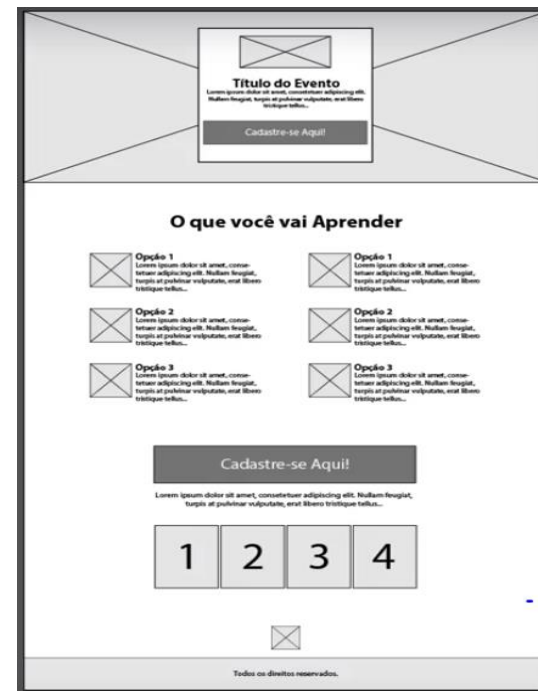 Título do Evento
Lorem ipsum dolor sit amet, consetetuer adipiscing elit.
Nullam feugiat, turpis at pulvinar vulputate, erat libero
tristique tellus...
Cadastre-se Aqui!
O que você vai Aprender
Opção 1
Lorem ipsum dolor sit amet, conse-
tetuer adipiscing elit. Nullam feugiat,
turpis at pulvinar vulputate, erat libero
tristique tellus...
Opção 2
Lorem ipsum dolor sit amet, conse-
tetuer adipiscing elit. Nullam feugiat,
turpis at pulvinar vulputate, erat libero
tristique tellus...
Opção 3
Lorem ipsum dolor sit amet, conse-
tetuer adipiscing elit. Nullam feugiat,
turpis at pulvinar vulputate, erat libero
tristique tellus...
Opção 1
Lorem ipsum dolor sit amet, conse-
tetuer adipiscing elit. Nullam feugiat,
turpis at pulvinar vulputate, erat libero
tristique tellus...
Opção 2
Lorem ipsum dolor sit amet, conse-
tetuer adipiscing elit. Nullam feugiat,
turpis at pulvinar vulputate, erat libero
tristique tellus...
Opção 3
Lorem ipsum dolor sit amet, conse-
tetuer adipiscing elit. Nullam feugiat,
turpis at pulvinar vulputate, erat libero
tristique tellus...
Cadastre-se Aqui!
Lorem ipsum dolor sit amet, consetetuer adipiscing elit. Nullam feugiat,
turpis at pulvinar vulputate, erat libero tristique tellus...
1 2 3 4
Todos os direitos reservados.